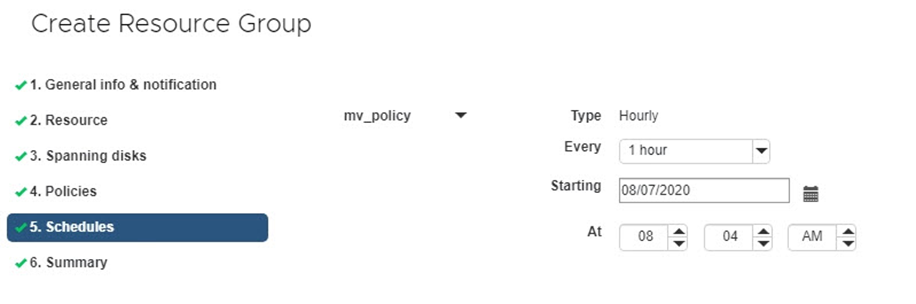 Create Resource Group
1. General info & notification
2. Resource
3. Spanning disks
4. Policies
5. Schedules
6. Summary
mv_policy
Type Hourly
Every 1 hour
Starting 08/07/2020
At 08 04 AM